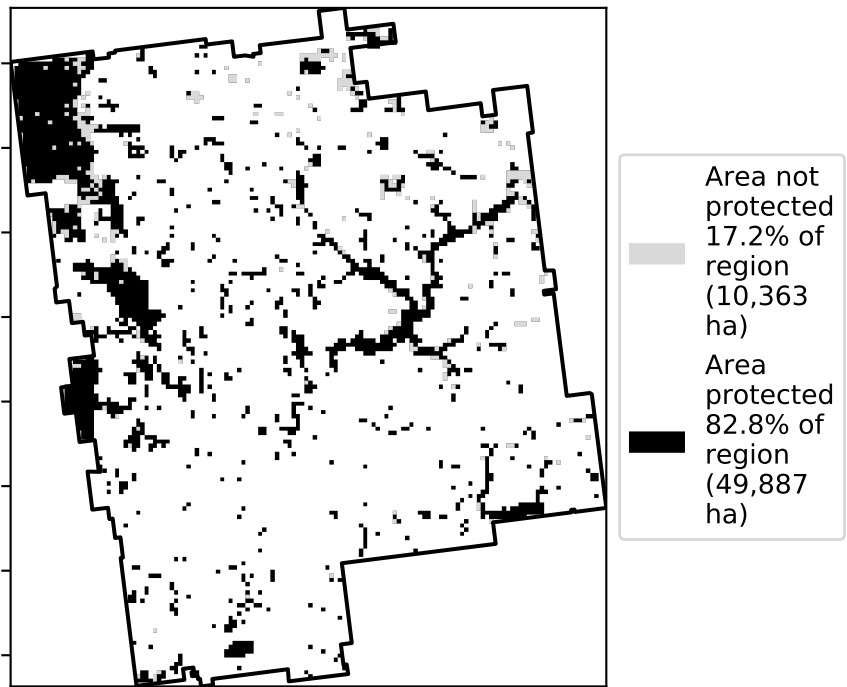 Area not
protected
17.2% of
region
(10,363
ha)
Area
protected
82.8% of
region
(49,887
ha)